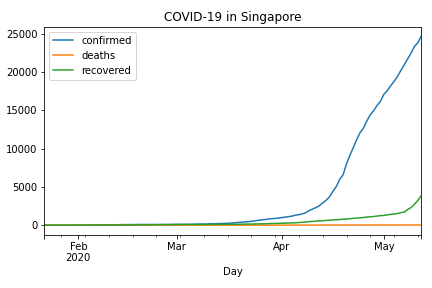 COVID-19 in Singapore
confirmed
deaths
recovered
25000
20000
15000
10000
5000
0
Feb
2020
Mar
Apr
May
Day